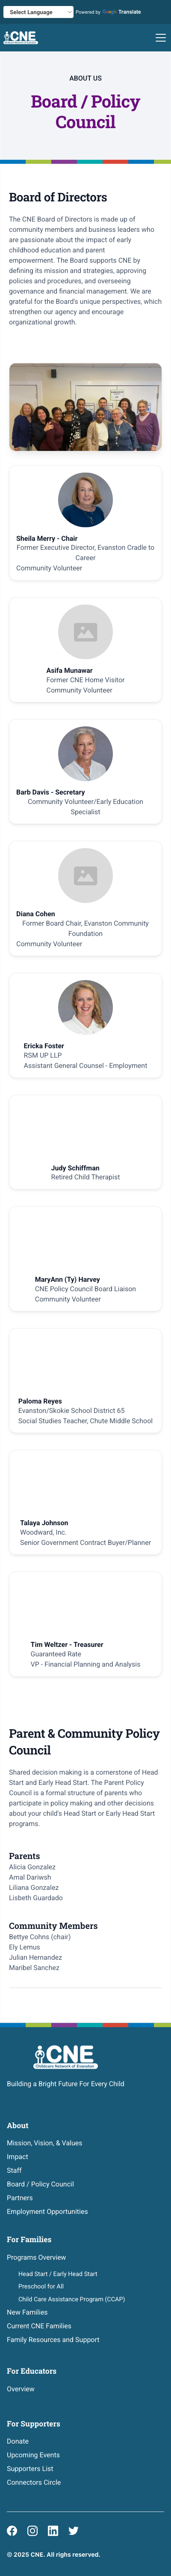 Select Language
Powered by Google Translate
CNE
Childcare Network of Evanston
ABOUT US
Board / Policy
Council
Board of Directors
The CNE Board of Directors is made up of
community members and business leaders who
are passionate about the impact of early
childhood education and parent
empowerment. The Board supports CNE by
defining its mission and strategies, approving
policies and procedures, and overseeing
governance and financial management. We are
grateful for the Board's unique perspectives, which
strengthen our agency and encourage
organizational growth.
Sheila Merry - Chair
Former Executive Director, Evanston Cradle to
Career
Community Volunteer
Asifa Munawar
Former CNE Home Visitor
Community Volunteer
Barb Davis - Secretary
Community Volunteer/Early Education
Specialist
Diana Cohen
Former Board Chair, Evanston Community
Foundation
Community Volunteer
Ericka Foster
RSM UP LLP
Assistant General Counsel - Employment
Judy Schiffman
Retired Child Therapist
MaryAnn (Ty) Harvey
CNE Policy Council Board Liaison
Community Volunteer
Paloma Reyes
Evanston/Skokie School District 65
Social Studies Teacher, Chute Middle School
Talaya Johnson
Woodward, Inc.
Senior Government Contract Buyer/Planner
Tim Weltzer - Treasurer
Guaranteed Rate
VP - Financial Planning and Analysis
Parent & Community Policy
Council
Shared decision making is a cornerstone of Head
Start and Early Head Start. The Parent Policy
Council is a formal structure of parents who
participate in policy making and other decisions
about your child's Head Start or Early Head Start
programs.
Parents
Alicia Gonzalez
Amal Dariwsh
Liliana Gonzalez
Lisbeth Guardado
Community Members
Bettye Cohns (chair)
Ely Lemus
Julian Hernandez
Maribel Sanchez
CNE
Childcare Network of Evanston
Building a Bright Future For Every Child
About
Mission, Vision, & Values
Impact
Staff
Board / Policy Council
Partners
Employment Opportunities
For Families
Programs Overview
Head Start / Early Head Start
Preschool for All
Child Care Assistance Program (CCAP)
New Families
Current CNE Families
Family Resources and Support
For Educators
Overview
For Supporters
Donate
Upcoming Events
Supporters List
Connectors Circle
© 2025 CNE. All rights reserved.